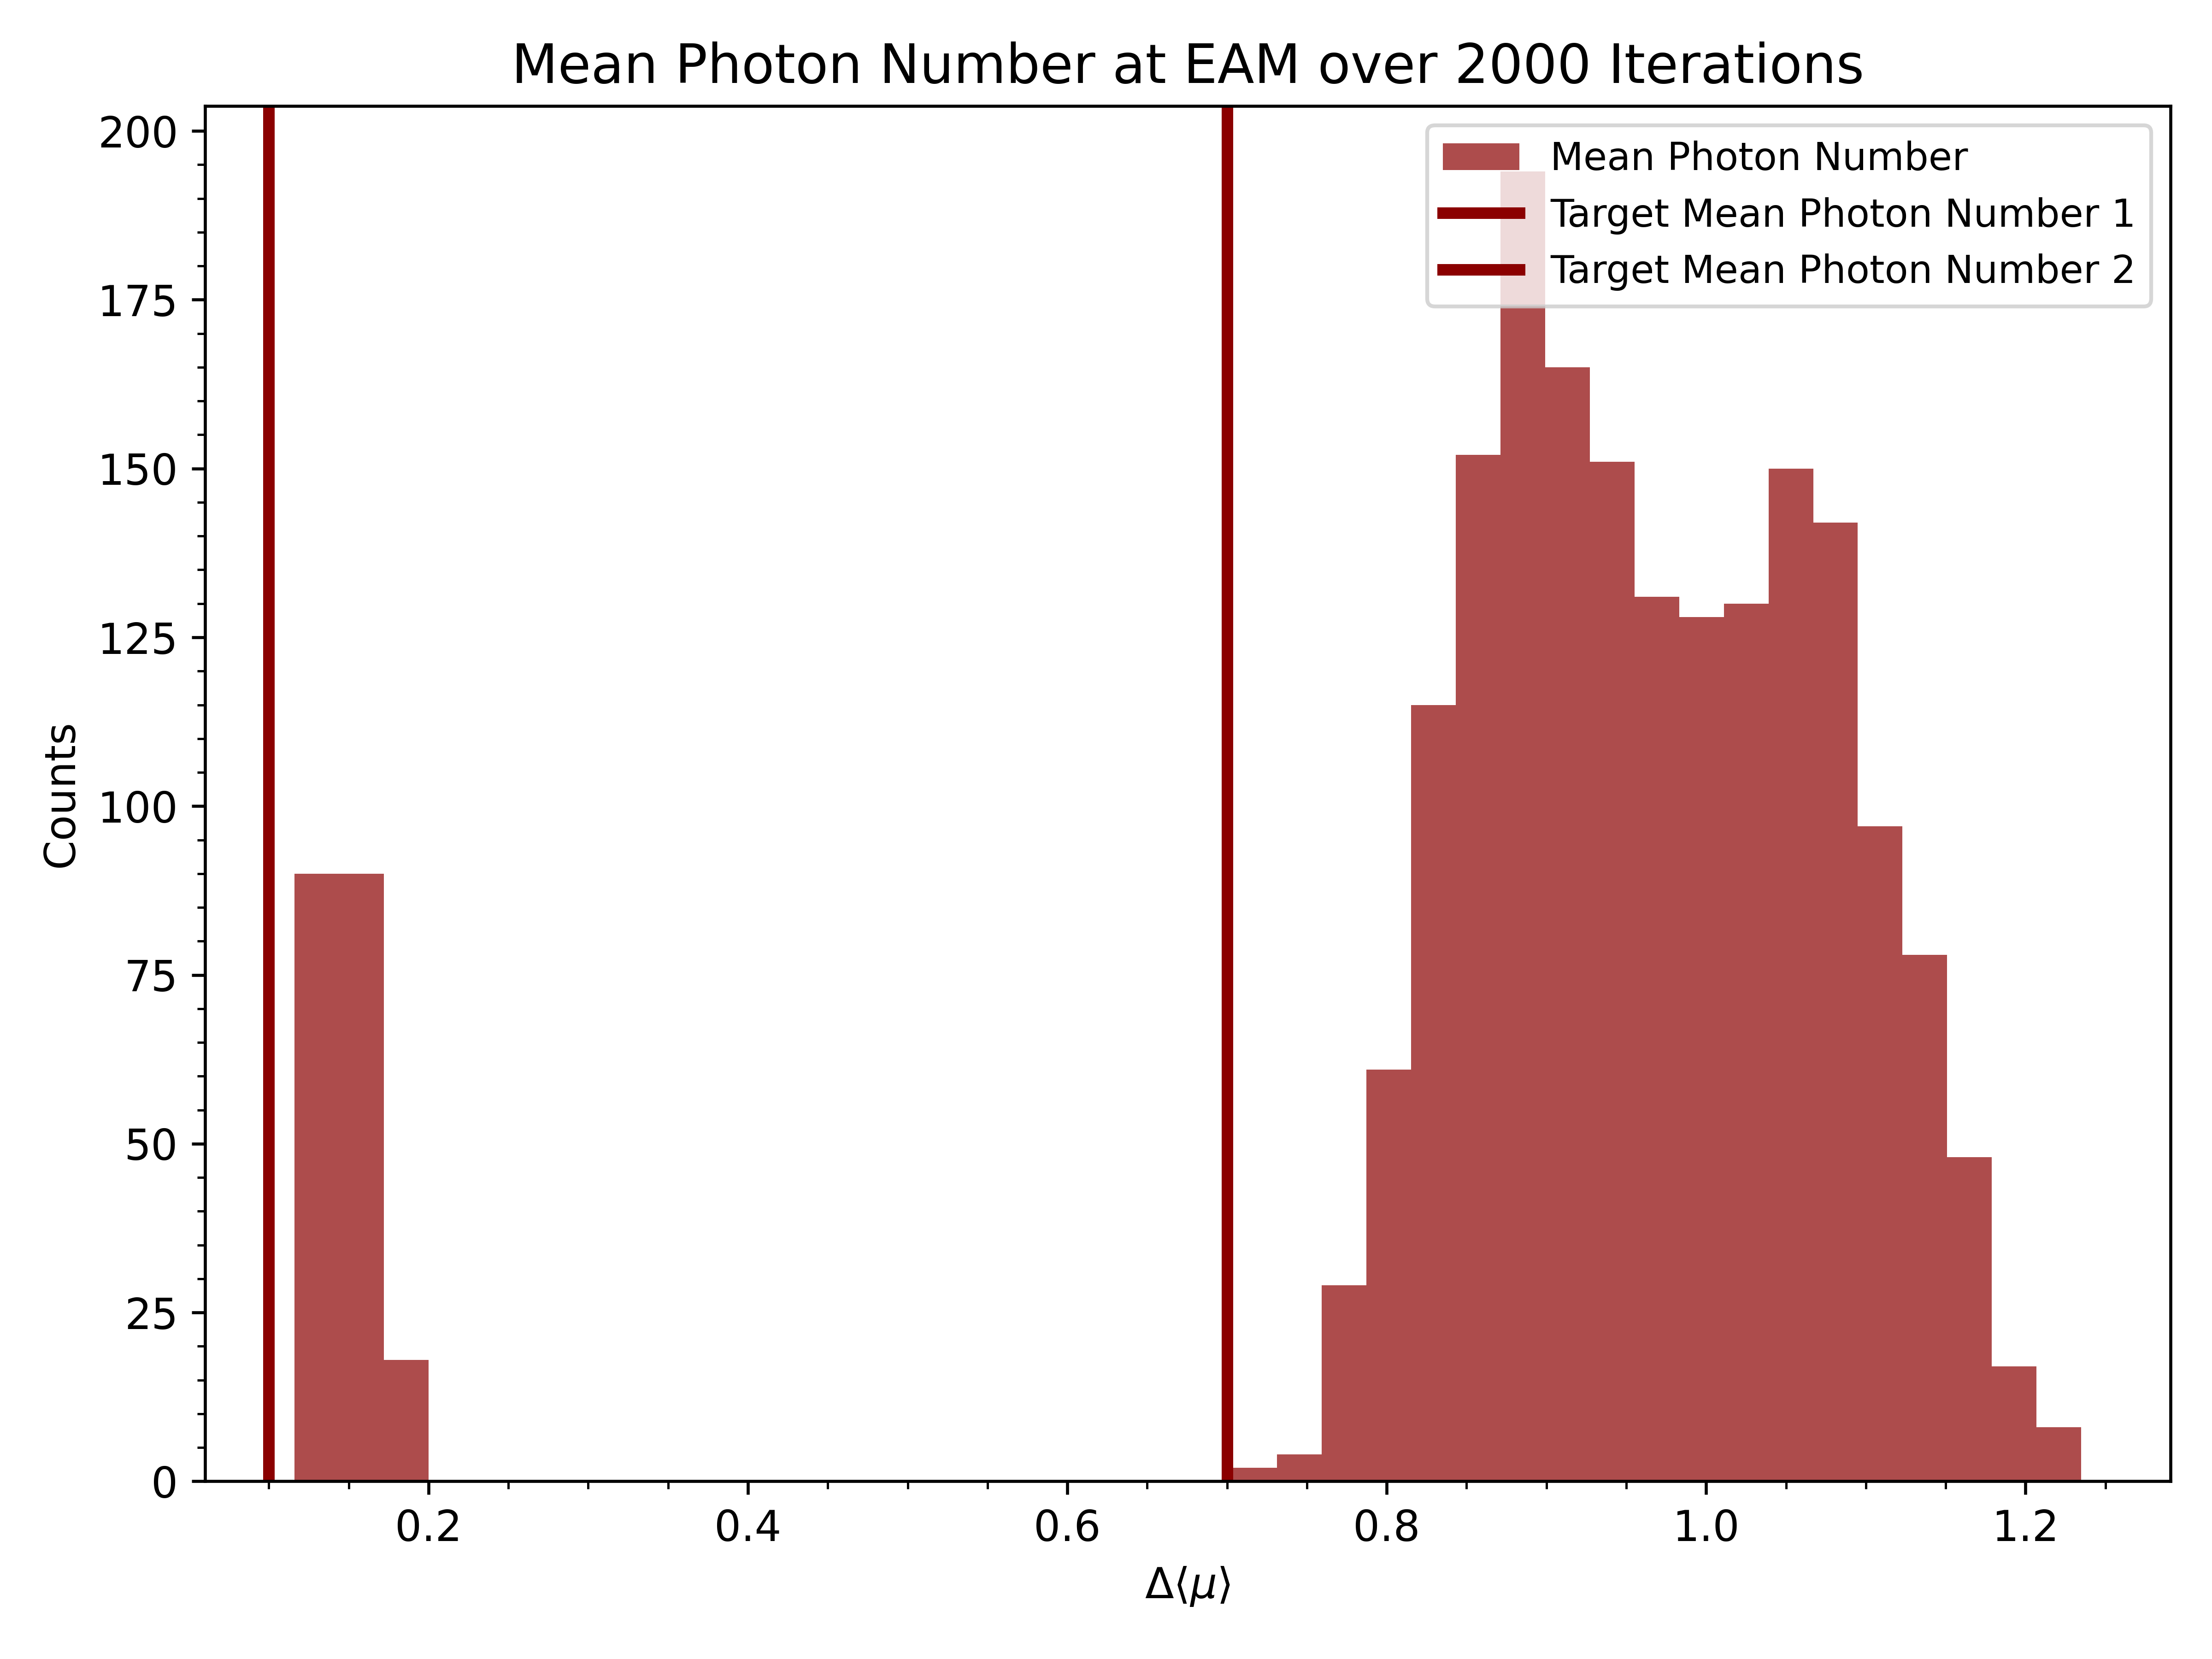 Mean Photon Number at EAM over 2000 Iterations
200
175
150
125
100
75
50
25
0
Counts
Mean Photon Number
Target Mean Photon Number 1
Target Mean Photon Number 2
0.2 0.4 0.6 0.8 1.0 1.2
Δ⟨μ⟩